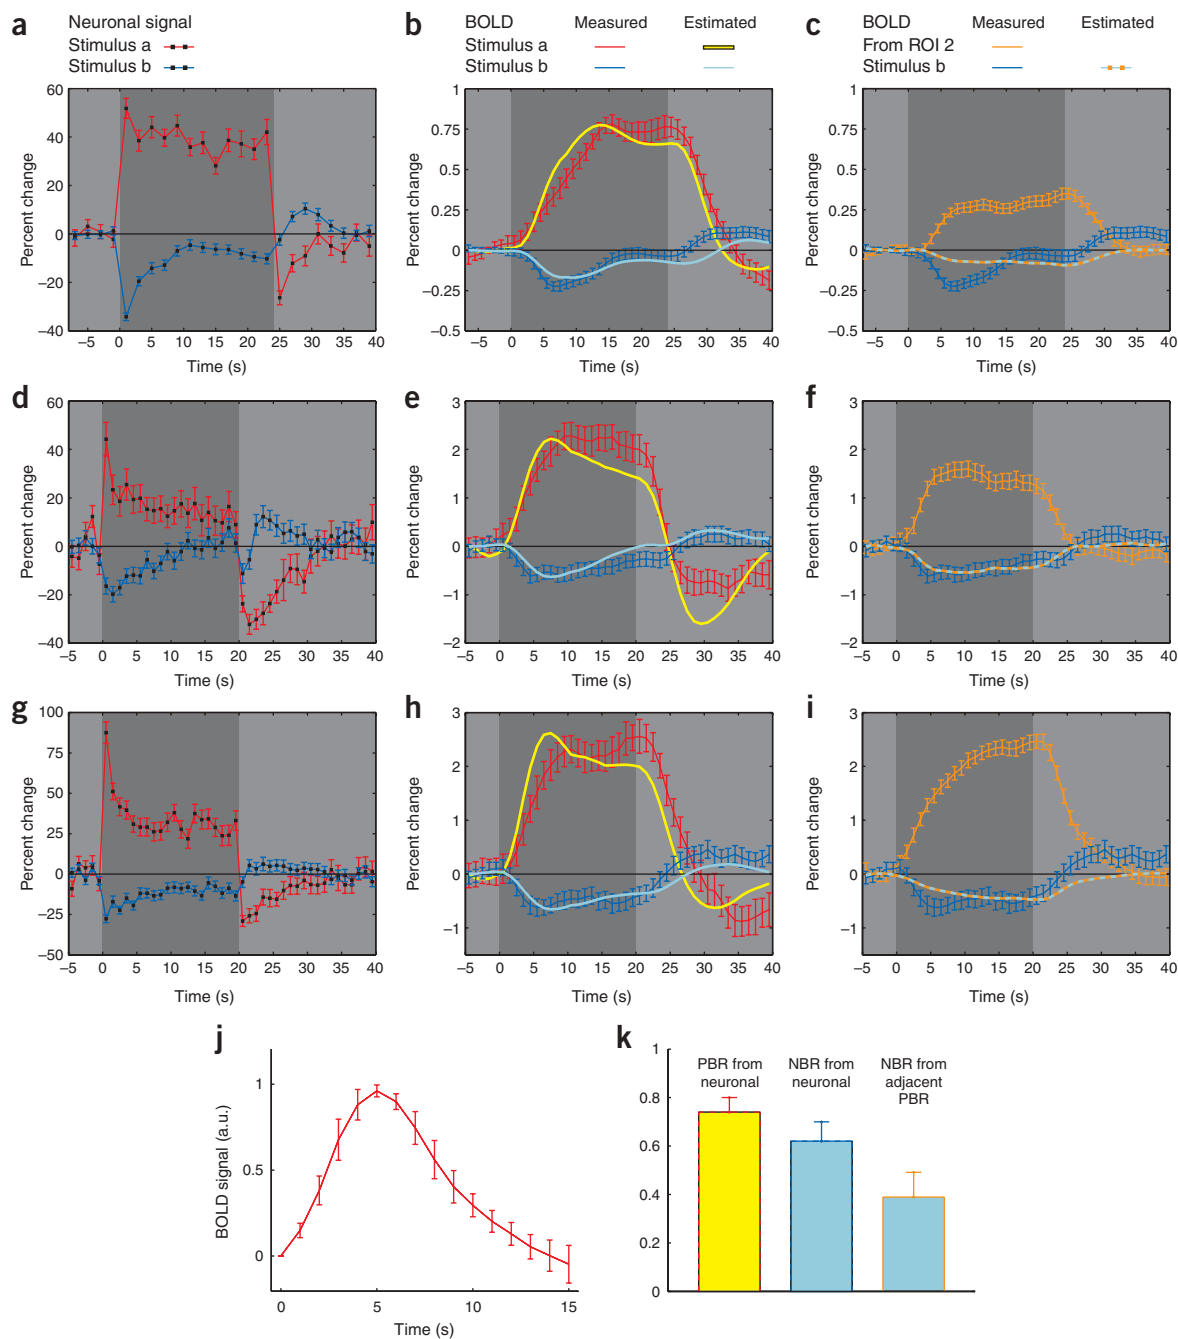 a
Neuronal signal
Stimulus a
Stimulus b
60
40
20
0
−20
−40
Percent change
−5 0 5 10 15 20 25 30 35 40
Time (s)
b
BOLD Measured Estimated
Stimulus a
Stimulus b
1
0.75
0.5
0.25
0
−0.25
−0.5
Percent change
−5 0 5 10 15 20 25 30 35 40
Time (s)
c
BOLD Measured Estimated
From ROI 2
Stimulus b
1
0.75
0.5
0.25
0
0.25
0.5
Percent change
−5 0 5 10 15 20 25 30 35 40
Time (s)
d
60
40
20
0
−20
−40
Percent change
−5 0 5 10 15 20 25 30 35 40
Time (s)
e
3
2
1
0
−1
−2
Percent change
−5 0 5 10 15 20 25 30 35 40
Time (s)
f
3
2
1
0
−1
−2
Percent change
−5 0 5 10 15 20 25 30 35 40
Time (s)
g
100
75
50
25
0
−25
−50
Percent change
−5 0 5 10 15 20 25 30 35 40
Time (s)
h
3
2
1
0
−1
Percent change
−5 0 5 10 15 20 25 30 35 40
Time (s)
i
3
2
1
0
−1
Percent change
−5 0 5 10 15 20 25 30 35 40
Time (s)
j
1
0.5
0
BOLD signal (a.u.)
0 5 10 15
Time (s)
k
1
0.8
0.6
0.4
0.2
0
PBR from
neuronal
NBR from
neuronal
NBR from
adjacent
PBR